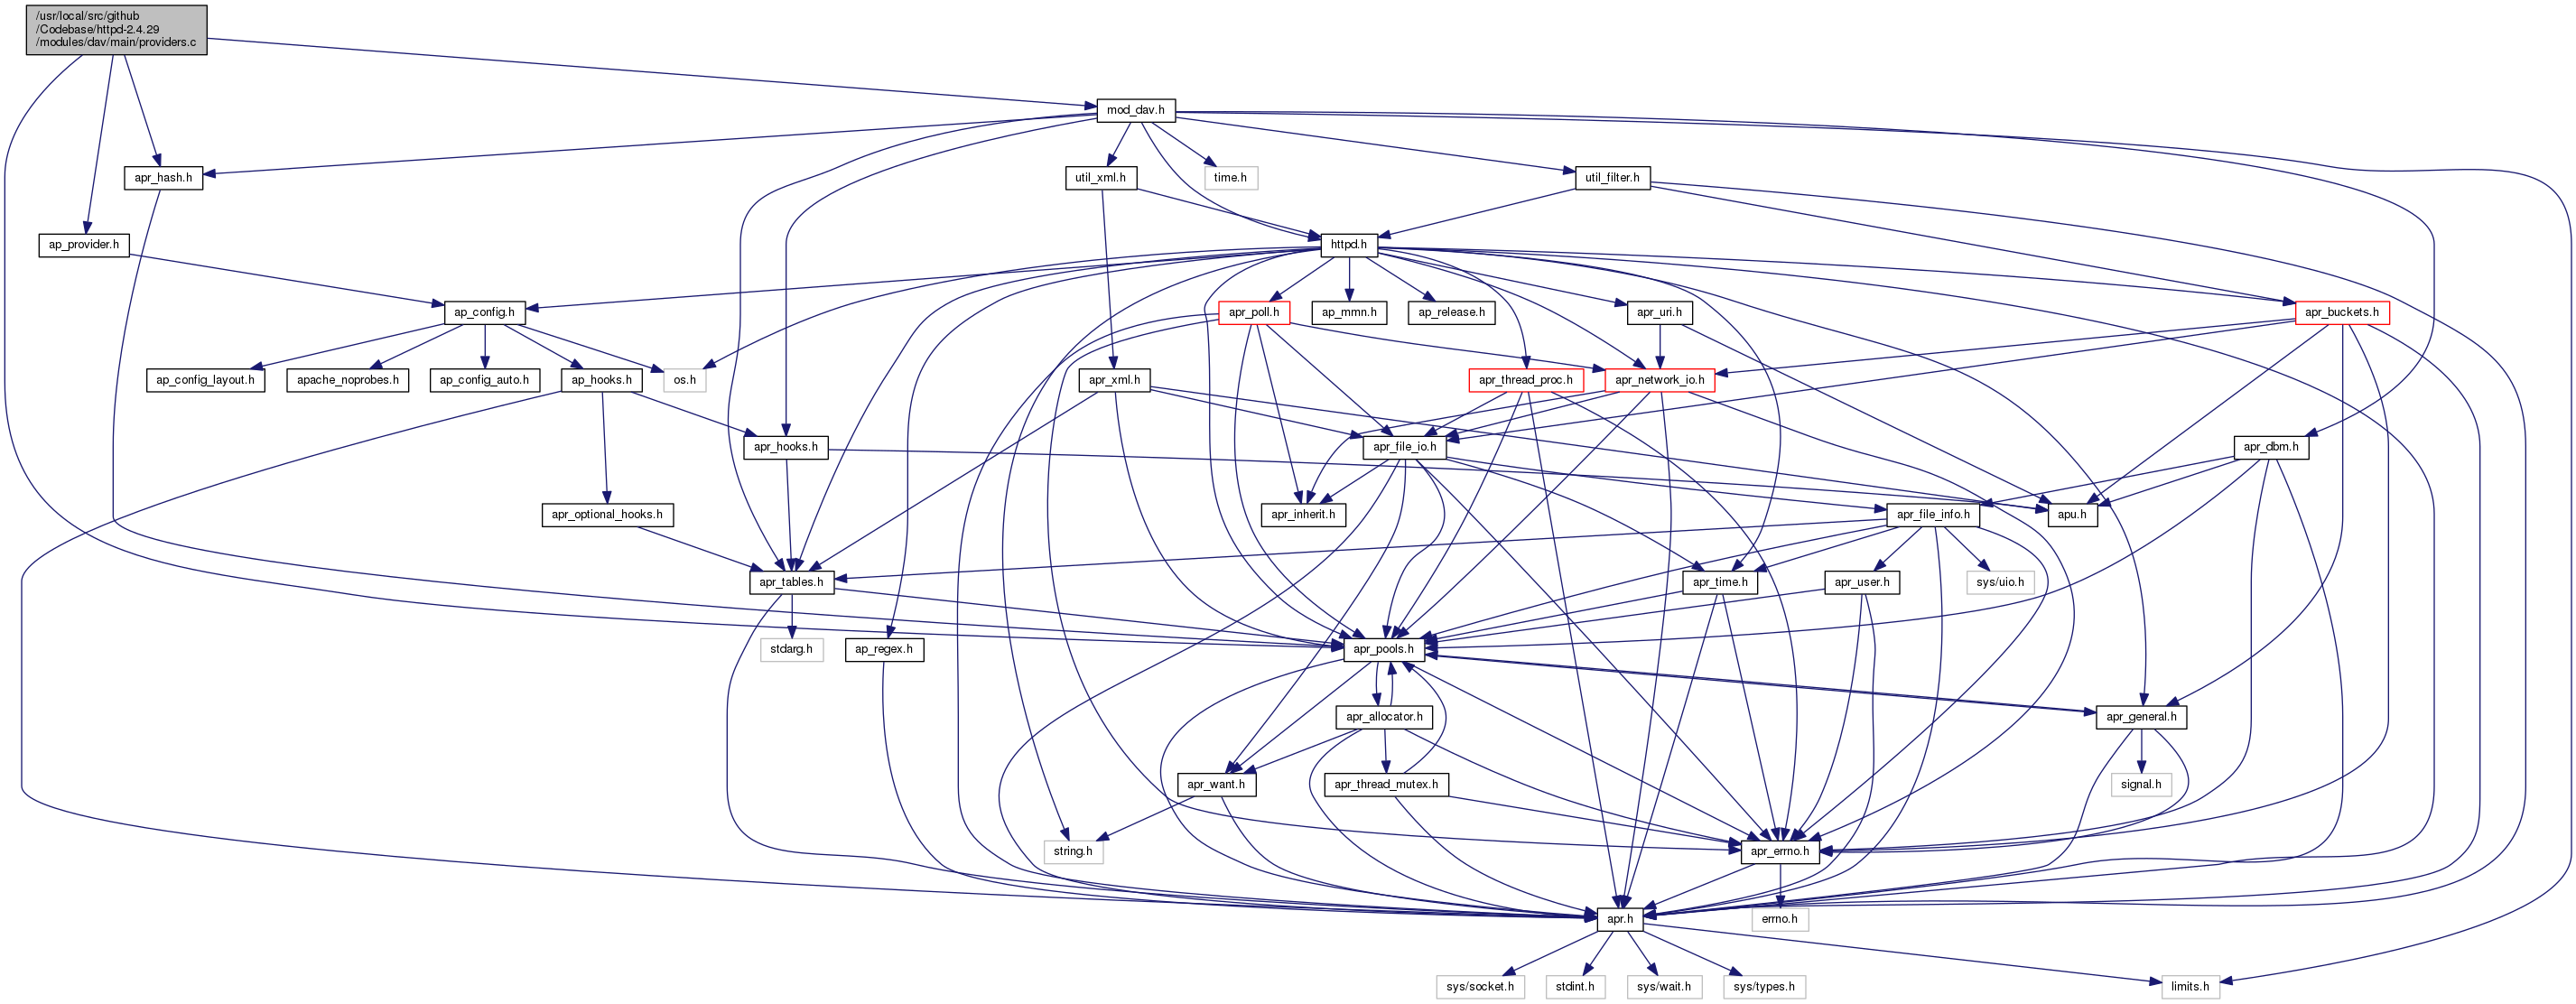 /usr/local/src/github
/Codebase/httpd-2.4.29
/modules/dav/main/providers.c
mod_dav.h
apr_hash.h
util_xml.h
time.h
util_filter.h
ap_provider.h
httpd.h
ap_config.h
apr_poll.h
ap_mmn.h
ap_release.h
apr_uri.h
apr_buckets.h
ap_config_layout.h
apache_noprobes.h
ap_config_auto.h
ap_hooks.h
os.h
apr_xml.h
apr_thread_proc.h
apr_network_io.h
apr_hooks.h
apr_file_io.h
apr_dbm.h
apr_optional_hooks.h
apr_inherit.h
apr_file_info.h
apu.h
apr_tables.h
apr_time.h
apr_user.h
sys/uio.h
stdarg.h
ap_regex.h
apr_pools.h
apr_allocator.h
apr_general.h
apr_want.h
apr_thread_mutex.h
signal.h
string.h
apr_errno.h
apr.h
errno.h
sys/socket.h
stdint.h
sys/wait.h
sys/types.h
limits.h